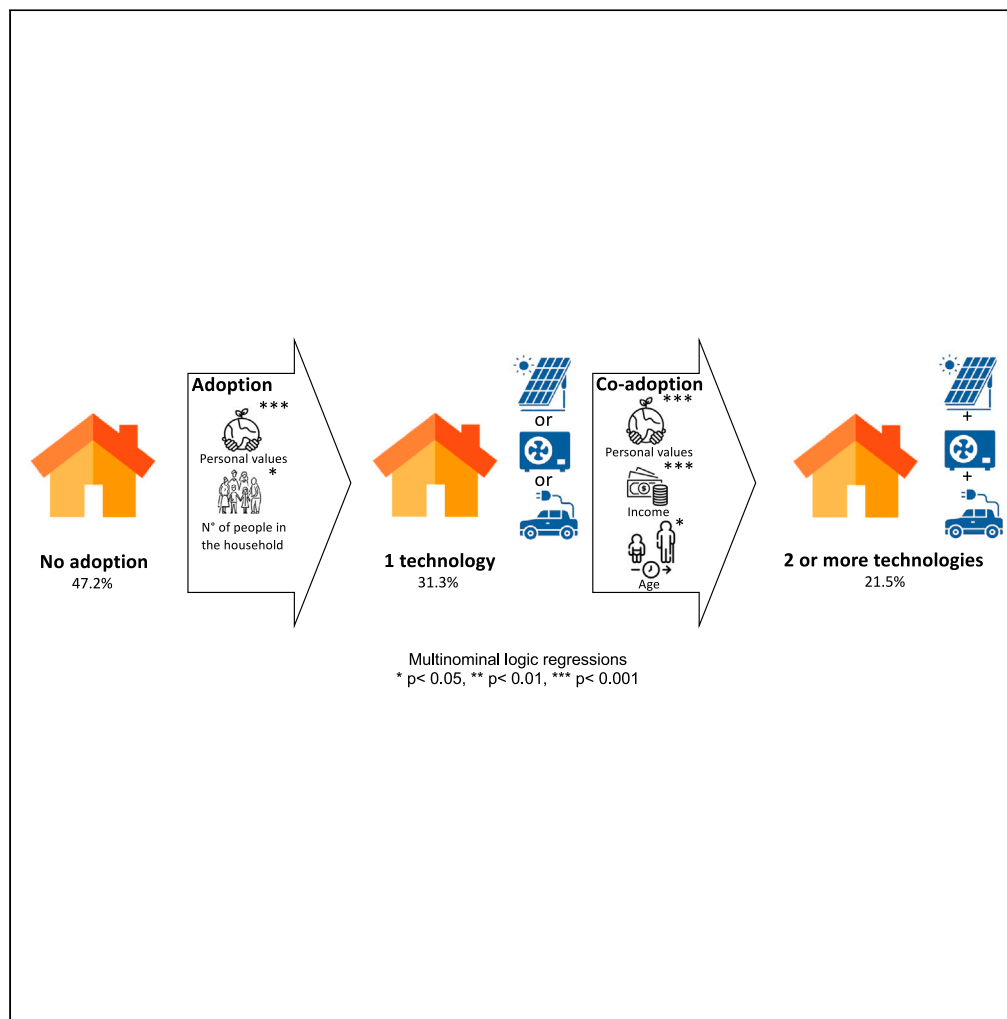 Adoption
***
Personal values
*
N° of people in
the household
No adoption
47.2%
or
or
1 technology
31.3%
Co-adoption
***
Personal values
***
Income
*
Age
+
+
2 or more technologies
21.5%
Multinominal logic regressions
* p< 0.05, ** p< 0.01, *** p< 0.001